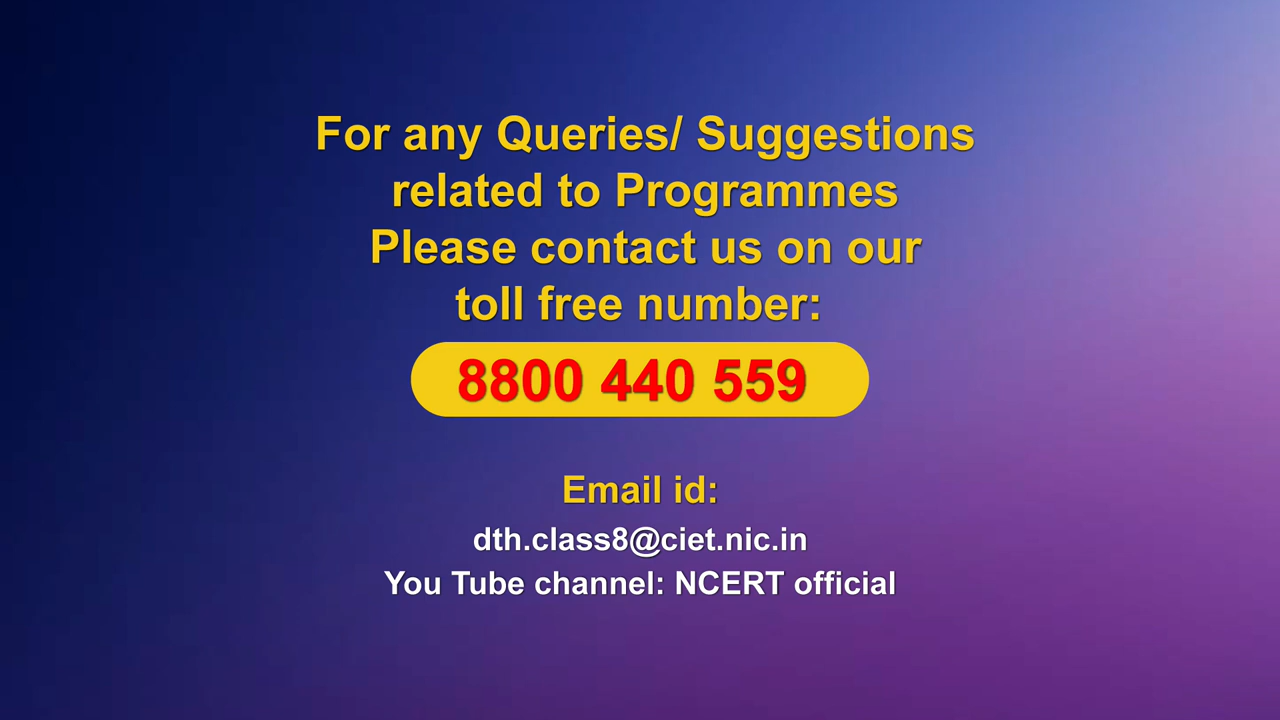 For any Queries/ Suggestions
related to Programmes
Please contact us on our
toll free number:
8800 440 559
Email id:
dth.class8@ciet.nic.in
You Tube channel: NCERT official